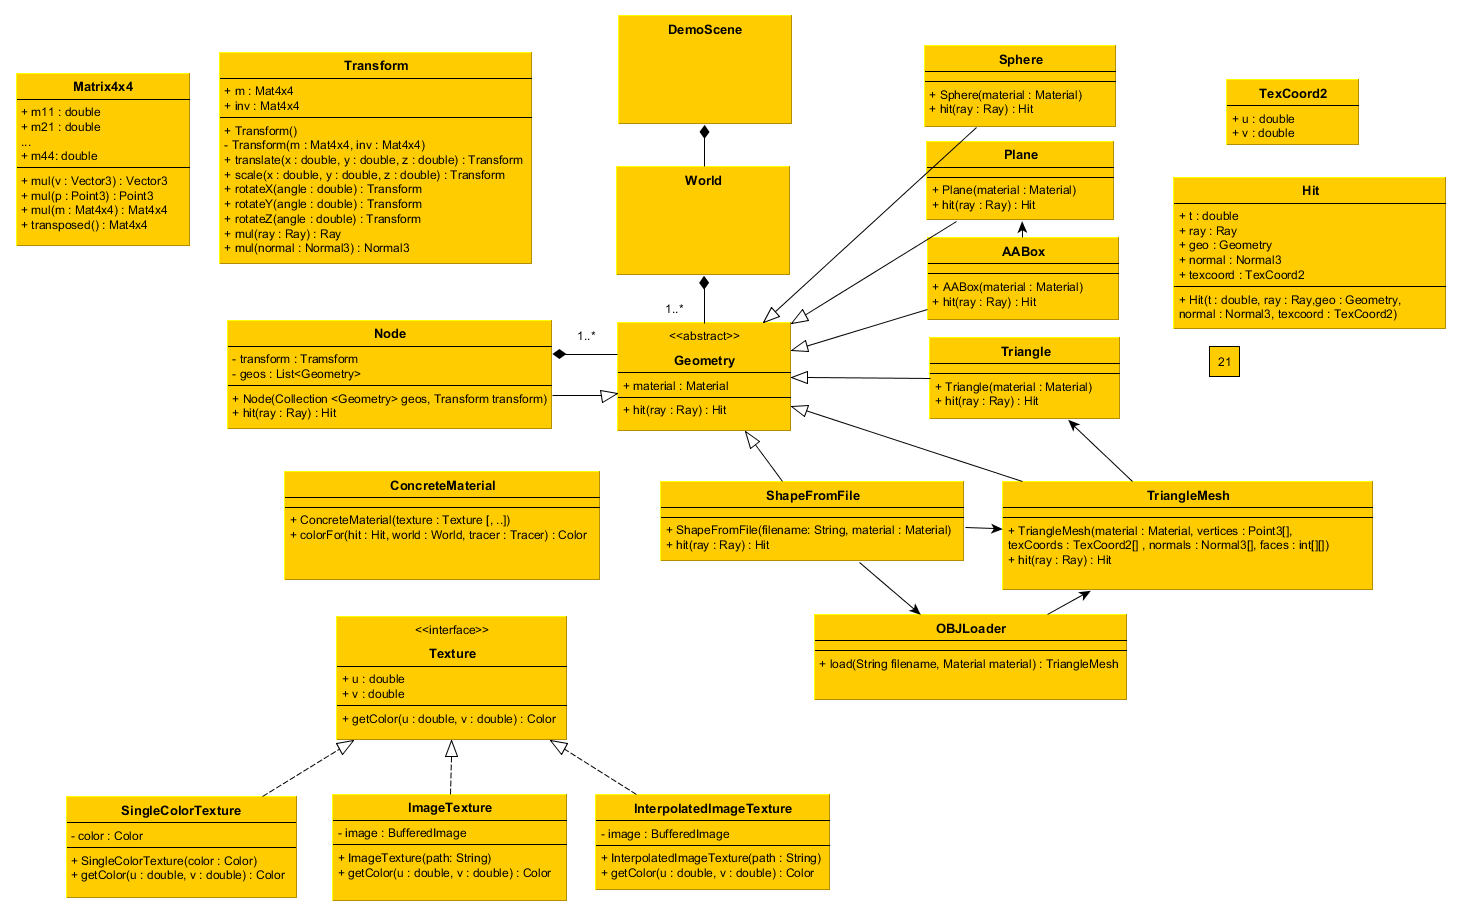 DemoScene
Matrix4x4
+ m11 : double
+ m21 : double
...
+ m44: double
+ mul(v : Vector3) : Vector3
+ mul(p : Point3) : Point3
+ mul(m : Mat4x4) : Mat4x4
+ transposed() : Mat4x4
Transform
+ m : Mat4x4
+ inv : Mat4x4
+ Transform()
- Transform(m : Mat4x4, inv : Mat4x4)
+ translate(x : double, y : double, z : double) : Transform
+ scale(x : double, y : double, z : double) : Transform
+ rotateX(angle : double) : Transform
+ rotateY(angle : double) : Transform
+ rotateZ(angle : double) : Transform
+ mul(ray : Ray) : Ray
+ mul(normal : Normal3) : Normal3
World
Sphere
+ Sphere(material : Material)
+ hit(ray : Ray) : Hit
Plane
+ Plane(material : Material)
+ hit(ray : Ray) : Hit
AABox
+ AABox(material : Material)
+ hit(ray : Ray) : Hit
TexCoord2
+ u : double
+ v : double
Hit
+ t : double
+ ray : Ray
+ geo : Geometry
+ normal : Normal3
+ texcoord : TexCoord2
+ Hit(t : double, ray : Ray,geo : Geometry,
normal : Normal3, texcoord : TexCoord2)
21
1..*
1..*
Node
- transform : Tramsform
- geos : List<Geometry>
+ Node(Collection <Geometry> geos, Transform transform)
+ hit(ray : Ray) : Hit
<<abstract>>
Geometry
+ material : Material
+ hit(ray : Ray) : Hit
Triangle
+ Triangle(material : Material)
+ hit(ray : Ray) : Hit
ConcreteMaterial
+ ConcreteMaterial(texture : Texture [, ..])
+ colorFor(hit : Hit, world : World, tracer : Tracer) : Color
ShapeFromFile
+ ShapeFromFile(filename: String, material : Material)
+ hit(ray : Ray) : Hit
TriangleMesh
+ TriangleMesh(material : Material, vertices : Point3[],
texCoords : TexCoord2[] , normals : Normal3[], faces : int[][])
+ hit(ray : Ray) : Hit
OBJLoader
+ load(String filename, Material material) : TriangleMesh
<<interface>>
Texture
+ u : double
+ v : double
+ getColor(u : double, v : double) : Color
SingleColorTexture
- color : Color
+ SingleColorTexture(color : Color)
+ getColor(u : double, v : double) : Color
ImageTexture
- image : BufferedImage
+ ImageTexture(path: String)
+ getColor(u : double, v : double) : Color
InterpolatedImageTexture
- image : BufferedImage
+ InterpolatedImageTexture(path : String)
+ getColor(u : double, v : double) : Color